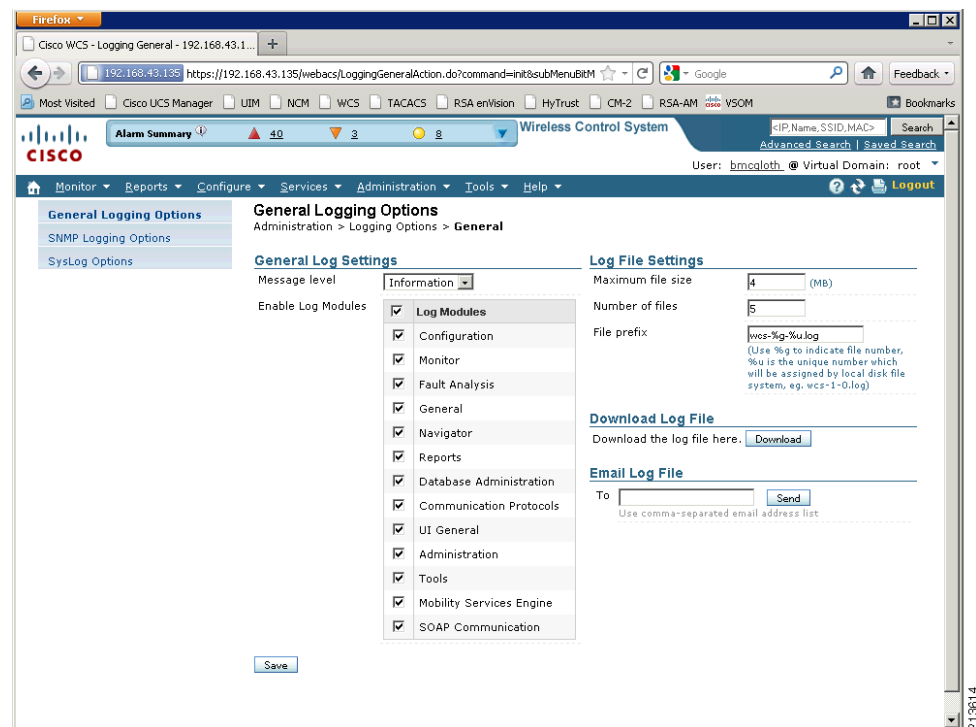 Firefox
Cisco WCS - Logging General - 192.168.43.1...
192.168.43.135 https://192.168.43.135/webacs/LoggingGeneralAction.do?command=init&subMenuBitM
Google
Feedback
Most Visited Cisco UCS Manager UIM NCM WCS TACACS RSA enVision HyTrust CM-2 RSA-AM VSOM Bookmarks
CISCO
Alarm Summary 40 3 8
Wireless Control System
<IP,Name,SSID,MAC> Search
Advanced Search | Saved Search
User: bmcgloth @ Virtual Domain: root
Monitor Reports Configure Services Administration Tools Help Logout
General Logging Options
SNMP Logging Options
SysLog Options
General Logging Options
Administration > Logging Options > General
General Log Settings
Message level Information
Enable Log Modules
Log Modules
Configuration
Monitor
Fault Analysis
General
Navigator
Reports
Database Administration
Communication Protocols
UI General
Administration
Tools
Mobility Services Engine
SOAP Communication
Save
Log File Settings
Maximum file size 4 (MB)
Number of files 5
File prefix wcs-%g-%u.log
(Use %g to indicate file number,
%u is the unique number which
will be assigned by local disk file
system, eg. wcs-1-0.log)
Download Log File
Download the log file here. Download
Email Log File
To Send
Use comma-separated email address list
213614